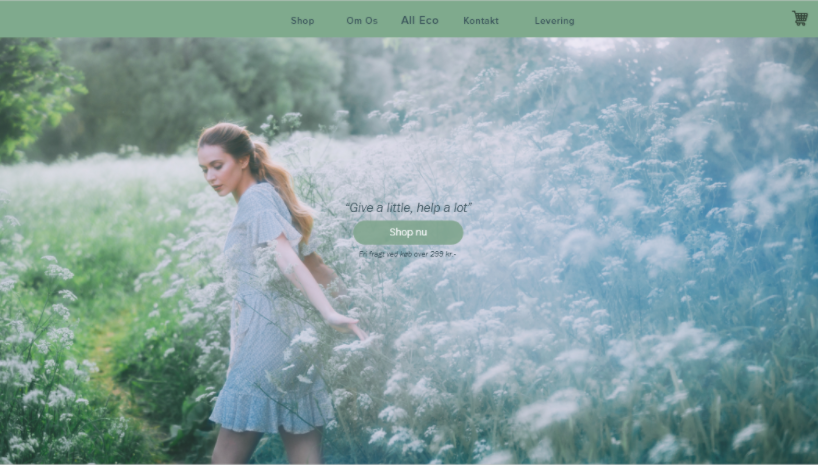 Shop Om Os All Eco Kontakt Levering
“Give a little, help a lot”
Shop nu
Fri fragt ved køb over 299 kr.-